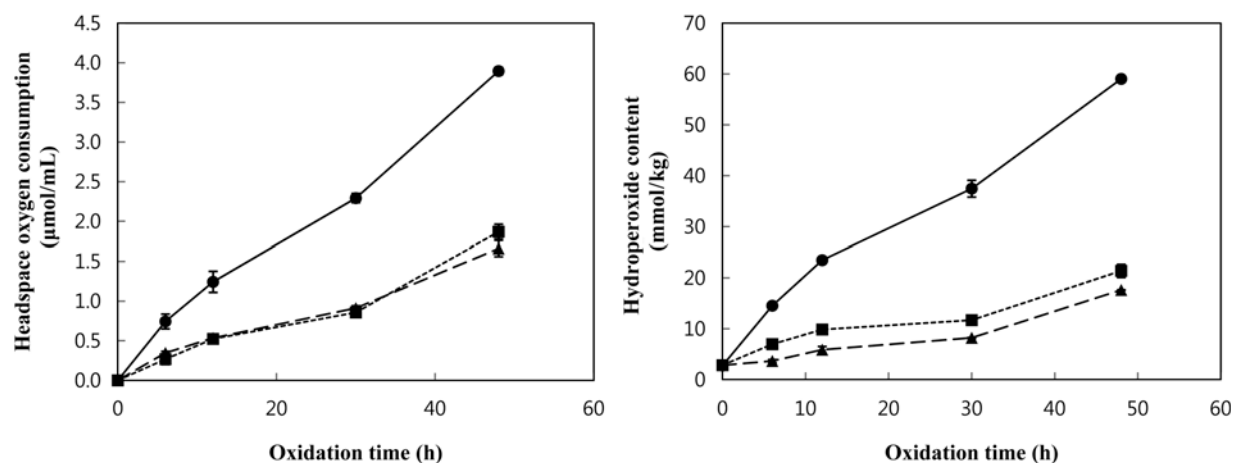 Headspace oxygen consumption
(µmol/mL)
4.5
4.0
3.5
3.0
2.5
2.0
1.5
1.0
0.5
0.0
0 20 40 60
Oxidation time (h)
Hydroperoxide content
(mmol/kg)
70
60
50
40
30
20
10
0
0 10 20 30 40 50 60
Oxidation time (h)